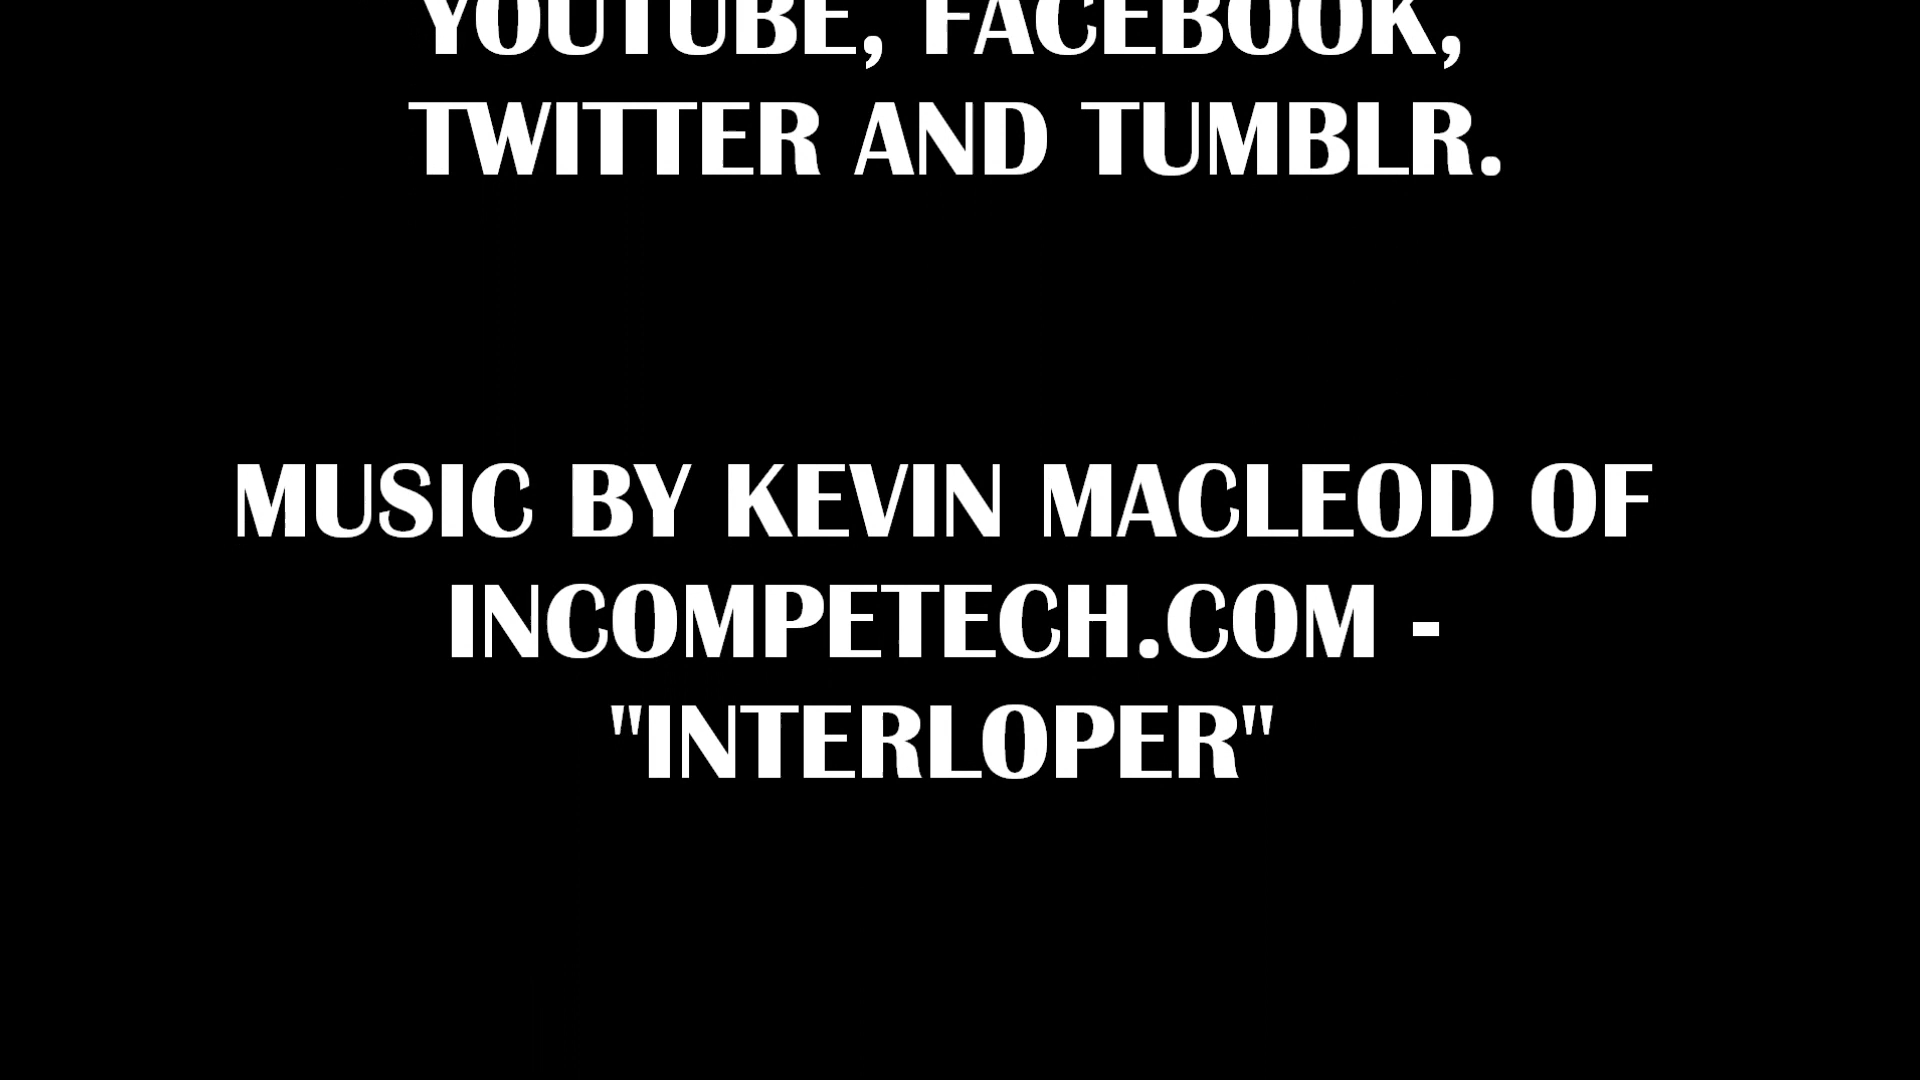 YOUTUBE, FACEBOOK,
TWITTER AND TUMBLR.
MUSIC BY KEVIN MACLEOD OF
INCOMPETECH.COM -
"INTERLOPER"